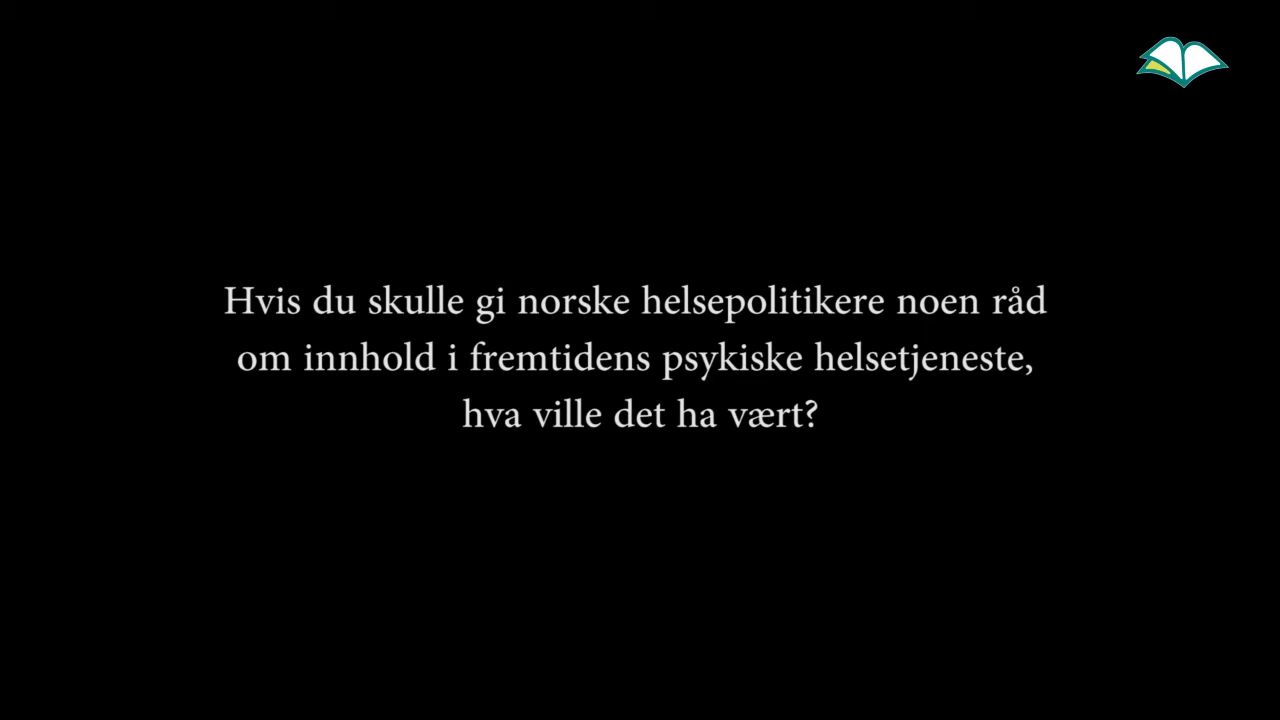 Hvis du skulle gi norske helsepolitikere noen råd
om innhold i fremtidens psykiske helsetjeneste,
hva ville det ha vært?